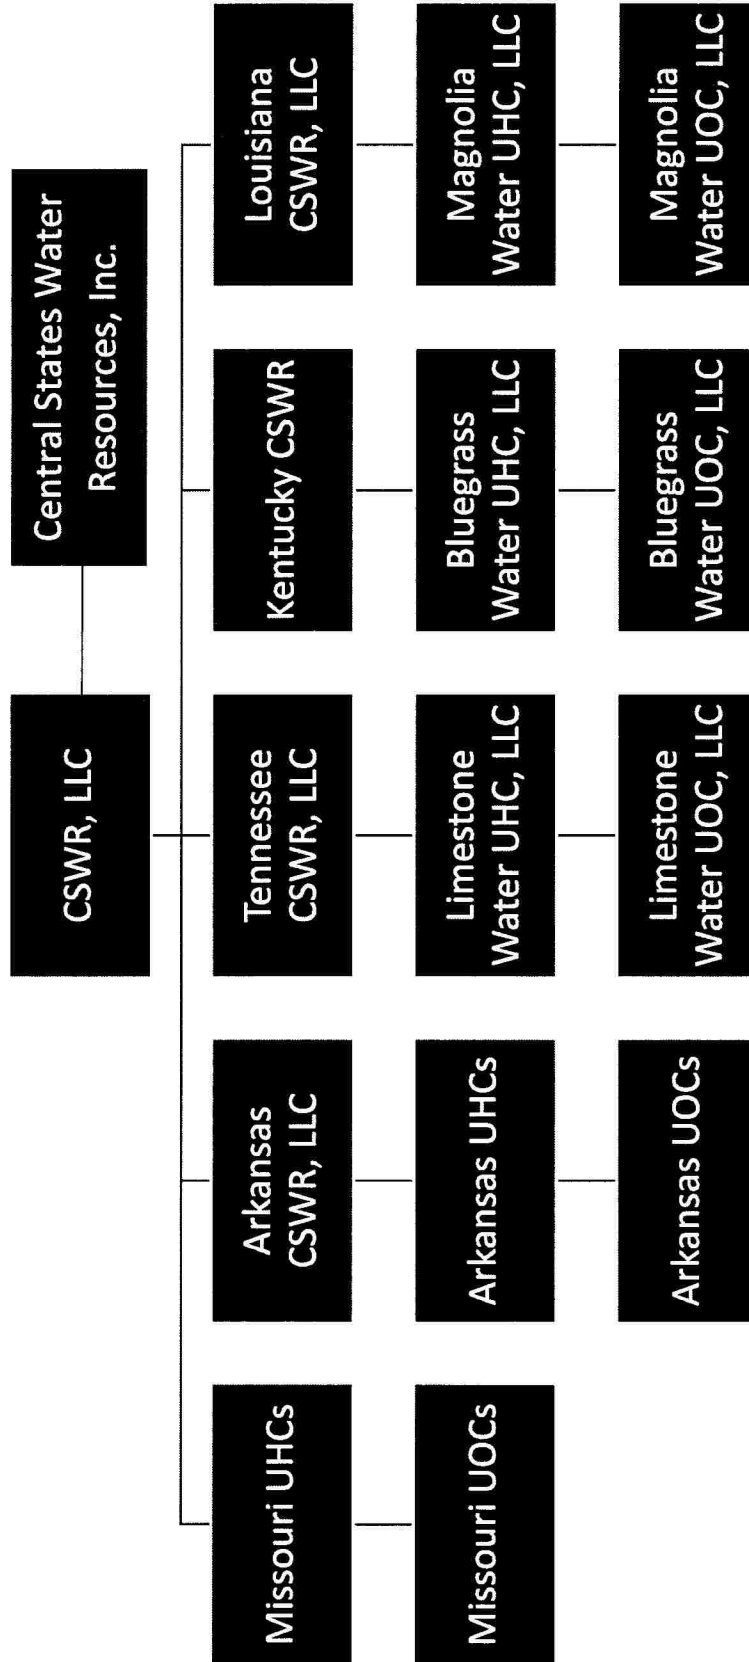 CSWR, LLC
Central States Water
Resources, Inc.
Missouri UHCs
Arkansas
CSWR, LLC
Tennessee
CSWR, LLC
Kentucky CSWR
Louisiana
CSWR, LLC
Missouri UOCs
Arkansas UHCs
Limestone
Water UHC, LLC
Bluegrass
Water UHC, LLC
Magnolia
Water UHC, LLC
Arkansas UOCs
Limestone
Water UOC, LLC
Bluegrass
Water UOC, LLC
Magnolia
Water UOC, LLC